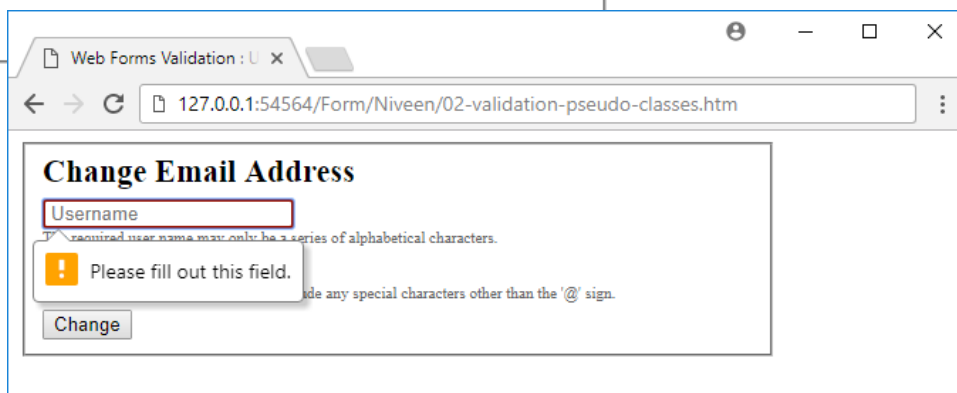 Web Forms Validation : U
127.0.0.1:54564/Form/Niveen/02-validation-pseudo-classes.htm
Change Email Address
Username
required user name may only be a series of alphabetical characters.
Please fill out this field.
any special characters other than the '@' sign.
Change